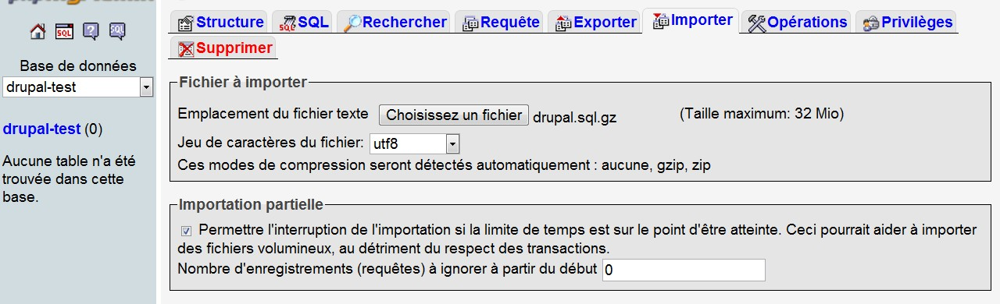 Base de données
drupal-test
drupal-test (0)
Aucune table n'a été
trouvée dans cette
base.
Structure SQL Rechercher Requête Exporter Importer Opérations Privilèges
Supprimer
Fichier à importer
Emplacement du fichier texte Choisissez un fichier drupal.sql.gz (Taille maximum: 32 Mio)
Jeu de caractères du fichier: utf8
Ces modes de compression seront détectés automatiquement : aucune, gzip, zip
Importation partielle
Permettre l'interruption de l'importation si la limite de temps est sur le point d'être atteinte. Ceci pourrait aider à importer
des fichiers volumineux, au détriment du respect des transactions.
Nombre d'enregistrements (requêtes) à ignorer à partir du début 0